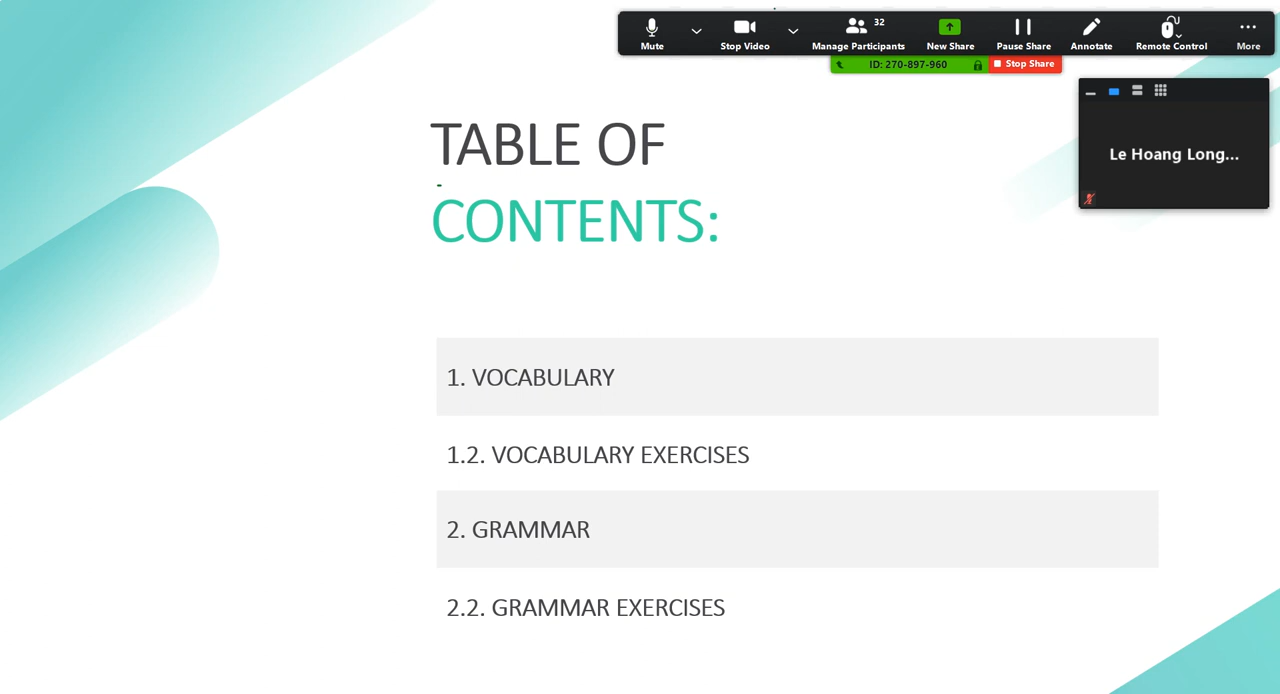 32
Mute
Stop Video
Manage Participants
New Share
Pause Share
Annotate
Remote Control
More
ID: 270-897-960
Stop Share
Le Hoang Long...
TABLE OF
CONTENTS:
1. VOCABULARY
1.2. VOCABULARY EXERCISES
2. GRAMMAR
2.2. GRAMMAR EXERCISES